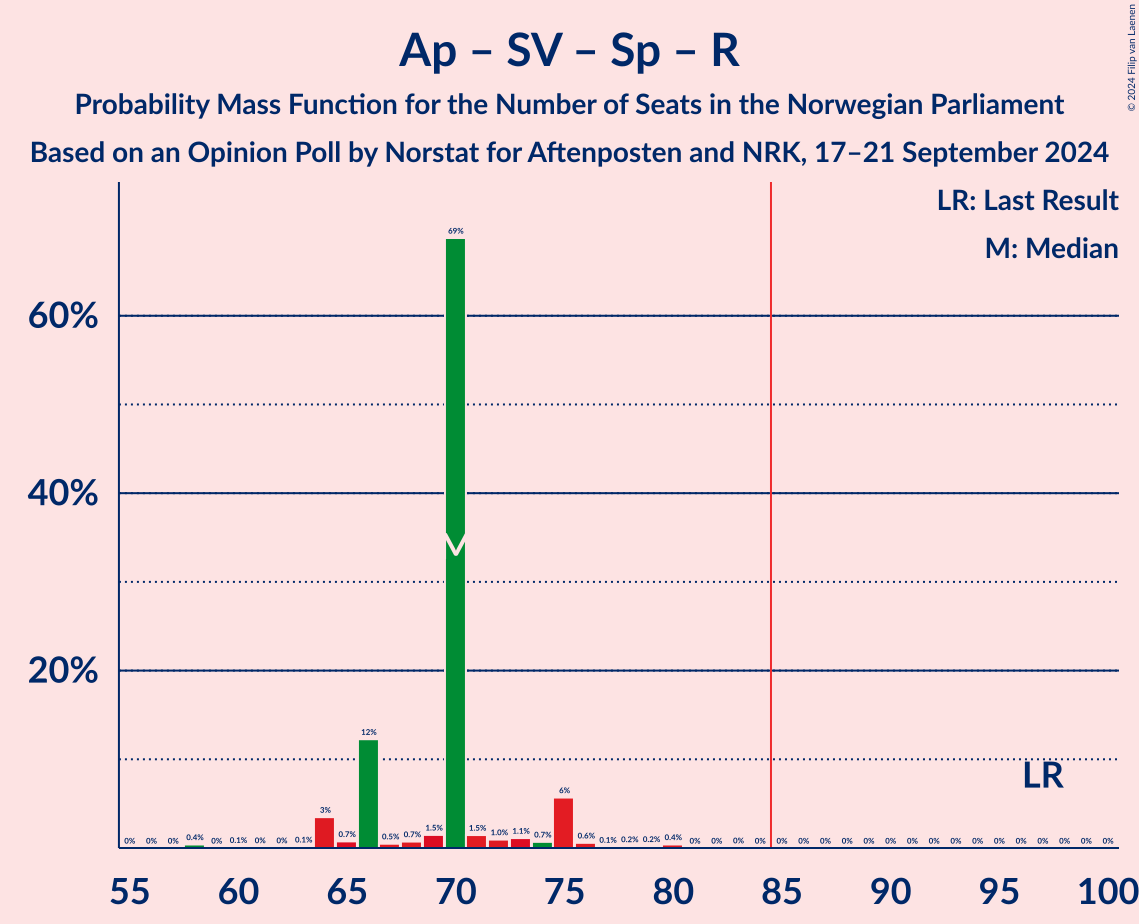 Ap – SV – Sp – R
Probability Mass Function for the Number of Seats in the Norwegian Parliament
Based on an Opinion Poll by Norstat for Aftenposten and NRK, 17–21 September 2024
© 2024 Filip van Laenen
LR: Last Result
M: Median
69%
60%
40%
20%
12%
LR
6%
3%
0% 0% 0% 0.4% 0% 0.1% 0% 0% 0.1% 0.7% 0.5% 0.7% 1.5% 1.5% 1.0% 1.1% 0.7% 0.6% 0.1% 0.2% 0.2% 0.4% 0% 0% 0% 0% 0% 0% 0% 0% 0% 0% 0% 0% 0% 0% 0% 0% 0% 0% 0% 0%
55 60 65 70 75 80 85 90 95 100